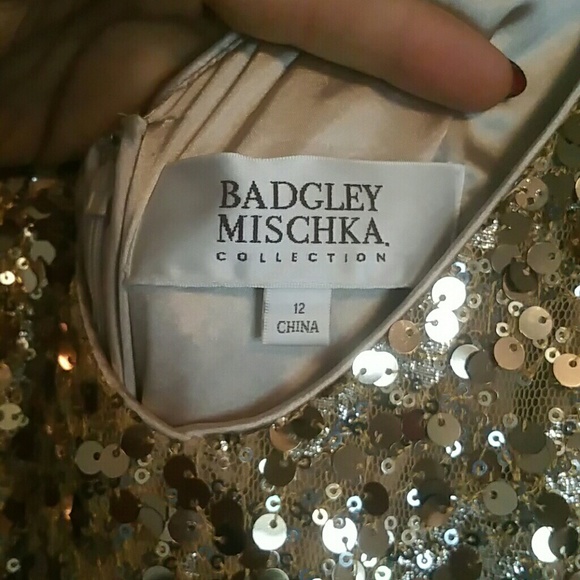 BADGLEY
MISCHKA.
COLLECTION
12
CHINA